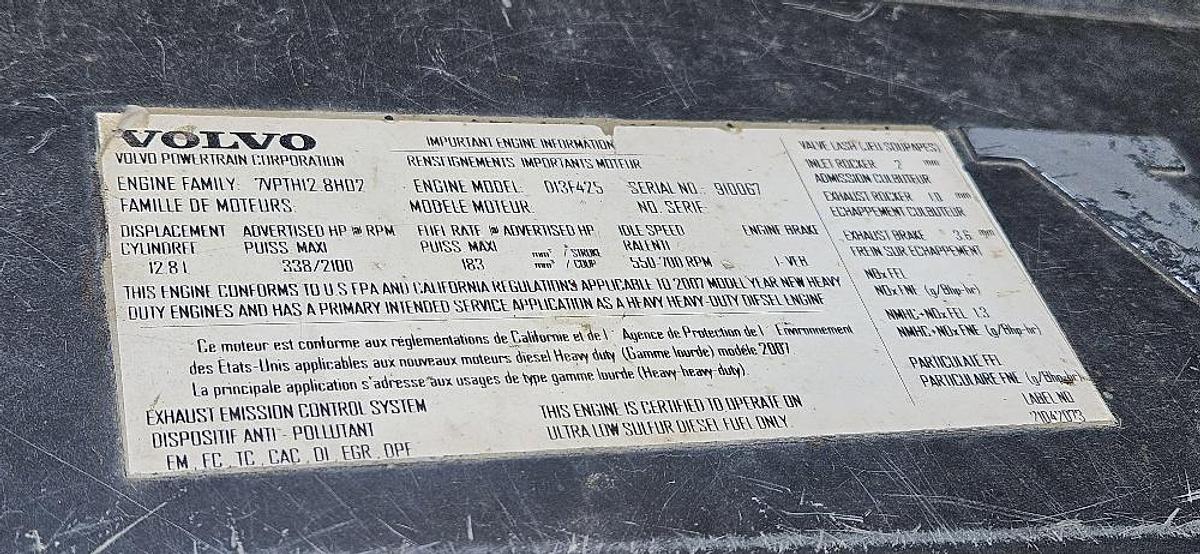 VOLVO
VOLVO POWERTRAIN CORPORATION
IMPORTANT ENGINE INFORMATION
RENSEIGNEMENTS IMPORTANTS MOTEUR
ENGINE FAMILY: 7VPTH12.8H02 ENGINE MODEL: D13F425 SERIAL NO.: 910067
FAMILLE DE MOTEURS: MODELE MOTEUR NO. SERIE
DISPLACEMENT ADVERTISED HP @ RPM FUEL RATE @ ADVERTISED HP IDLE SPEED ENGINE BRAKE
CYLINDREE PUISS MAXI PUISS MAXI RALENTI
12.8 l 338/2100 183 mm³ / STROKE mm³ / COUP 550-700 RPM VEH
THIS ENGINE CONFORMS TO U S EPA AND CALIFORNIA REGULATIONS APPLICABLE TO 2007 MODEL YEAR NEW HEAVY
DUTY ENGINES AND HAS A PRIMARY INTENDED SERVICE APPLICATION AS A HEAVY HEAVY-DUTY DIESEL ENGINE
Ce moteur est conforme aux réglementations de Californie et de l' Agence de Protection de l' Environnement
des États-Unis applicables aux nouveaux moteurs diesel Heavy duty (Gamme lourde) modèle 2007
La principale application s'adresse aux usages de type gamme lourde (Heavy-heavy-duty).
EXHAUST EMISSION CONTROL SYSTEM
DISPOSITIF ANTI - POLLUTANT
EM , EC , TC , CAC , DI , EGR , DPF
THIS ENGINE IS CERTIFIED TO OPERATE ON
ULTRA LOW SULFUR DIESEL FUEL ONLY
VALVE LASH (JEU SOUPAPES)
INLET ROCKER 2 mm
ADMISSION CULBUTEUR
EXHAUST ROCKER 1.0 mm
ECHAPPEMENT CULBUTEUR
EXHAUST BRAKE 3.6 mm
FREIN SUR ECHAPPEMENT
NOx FEL
NOx FNE (g/Bhp-hr)
NMHC+NOx FEL 1.3
NMHC+NOx FNE (g/Bhp-hr)
PARTICULATE FEL
PARTICULAIRE FNE (g/Bhp-hr)
LABEL NO